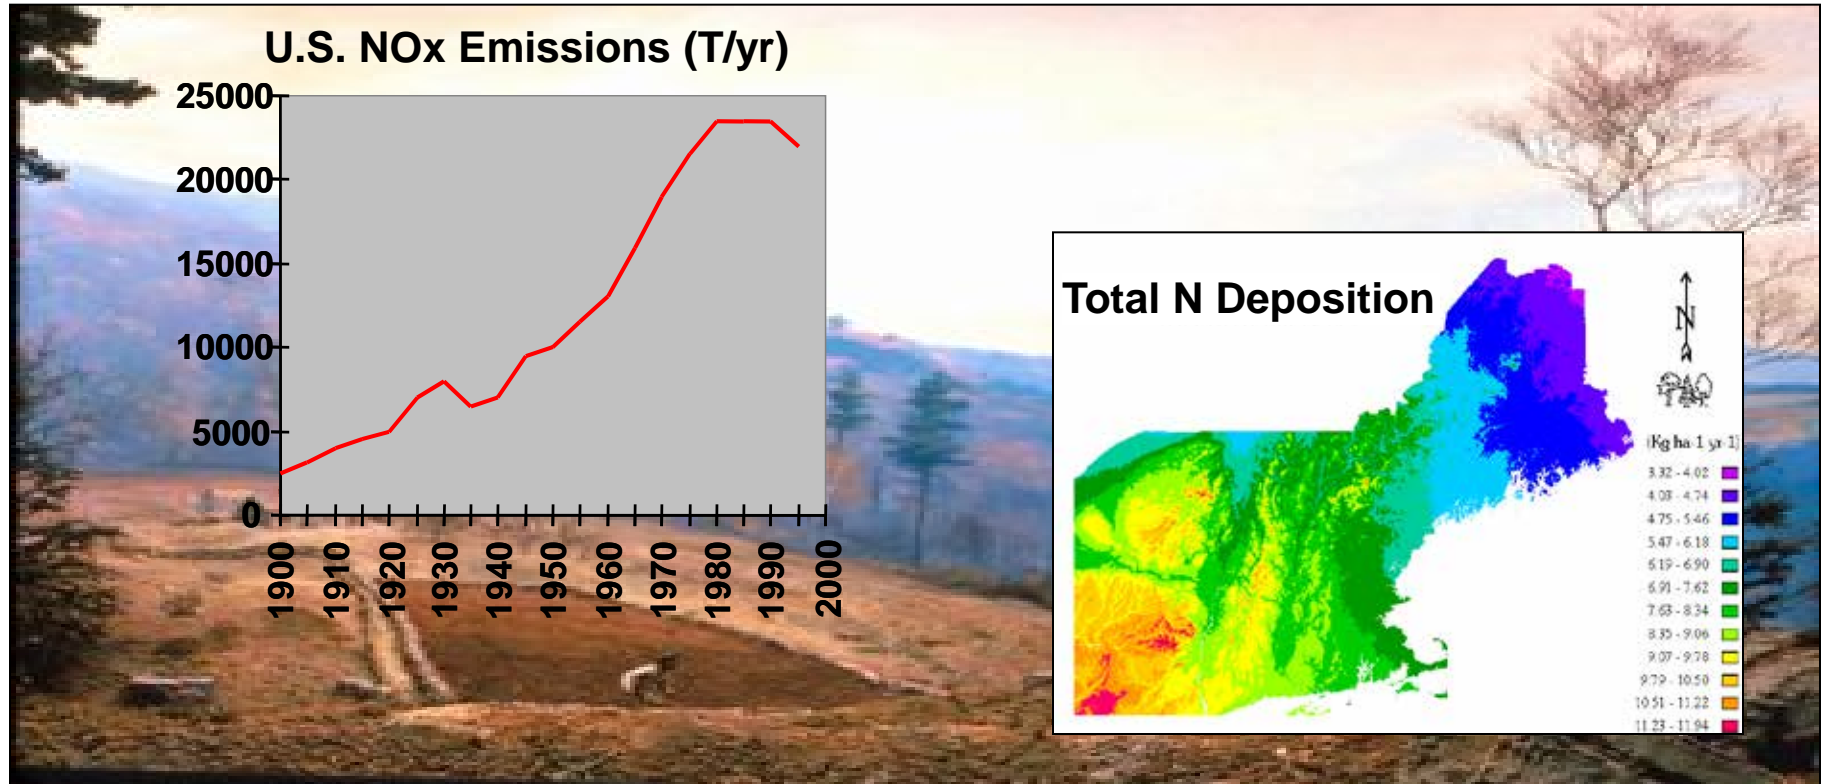 U.S. NOx Emissions (T/yr)
25000
20000
15000
10000
5000
0
1900
1910
1920
1930
1940
1950
1960
1970
1980
1990
2000
Total N Deposition
N
(Kg ha-1 yr-1)
3.32 - 4.02
4.03 - 4.74
4.75 - 5.46
5.47 - 6.18
6.19 - 6.90
6.91 - 7.62
7.63 - 8.34
8.35 - 9.06
9.07 - 9.78
9.79 - 10.50
10.51 - 11.22
11.23 - 11.94